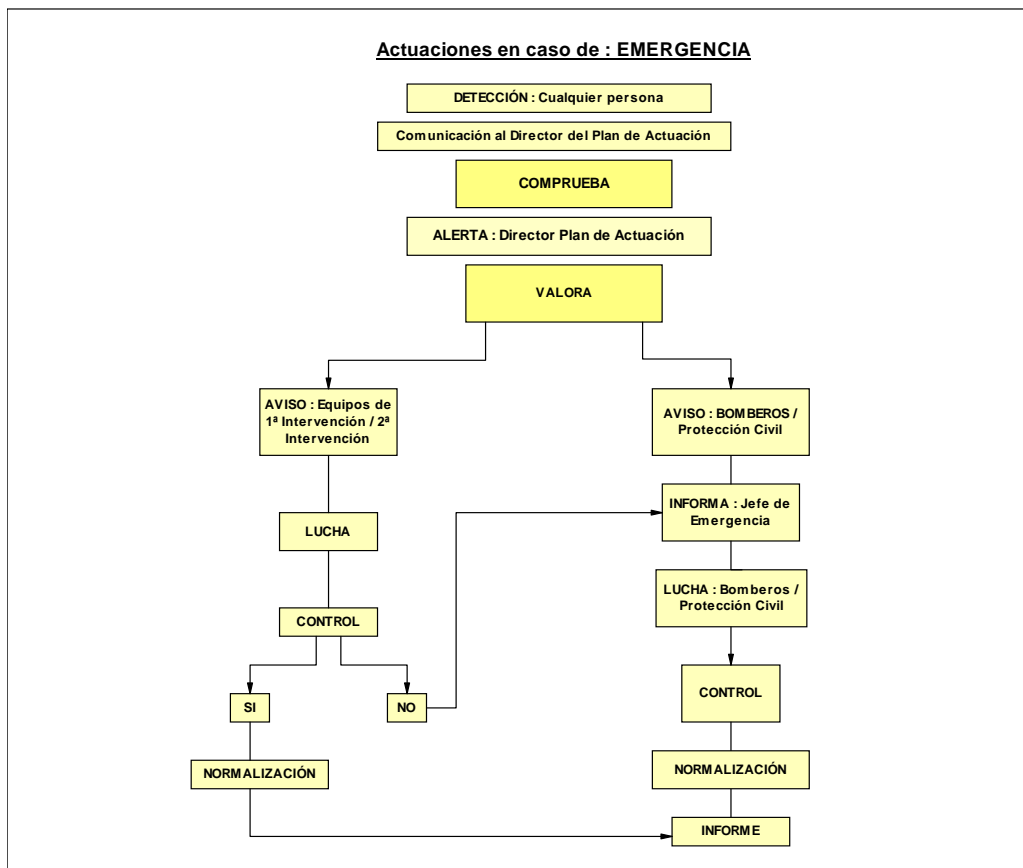 Actuaciones en caso de : EMERGENCIA
DETECCIÓN : Cualquier persona
Comunicación al Director del Plan de Actuación
COMPRUEBA
ALERTA : Director Plan de Actuación
VALORA
AVISO : Equipos de
1ª Intervención / 2ª
Intervención
LUCHA
CONTROL
SI
NO
NORMALIZACIÓN
AVISO : BOMBEROS /
Protección Civil
INFORMA : Jefe de
Emergencia
LUCHA : Bomberos /
Protección Civil
CONTROL
NORMALIZACIÓN
INFORME